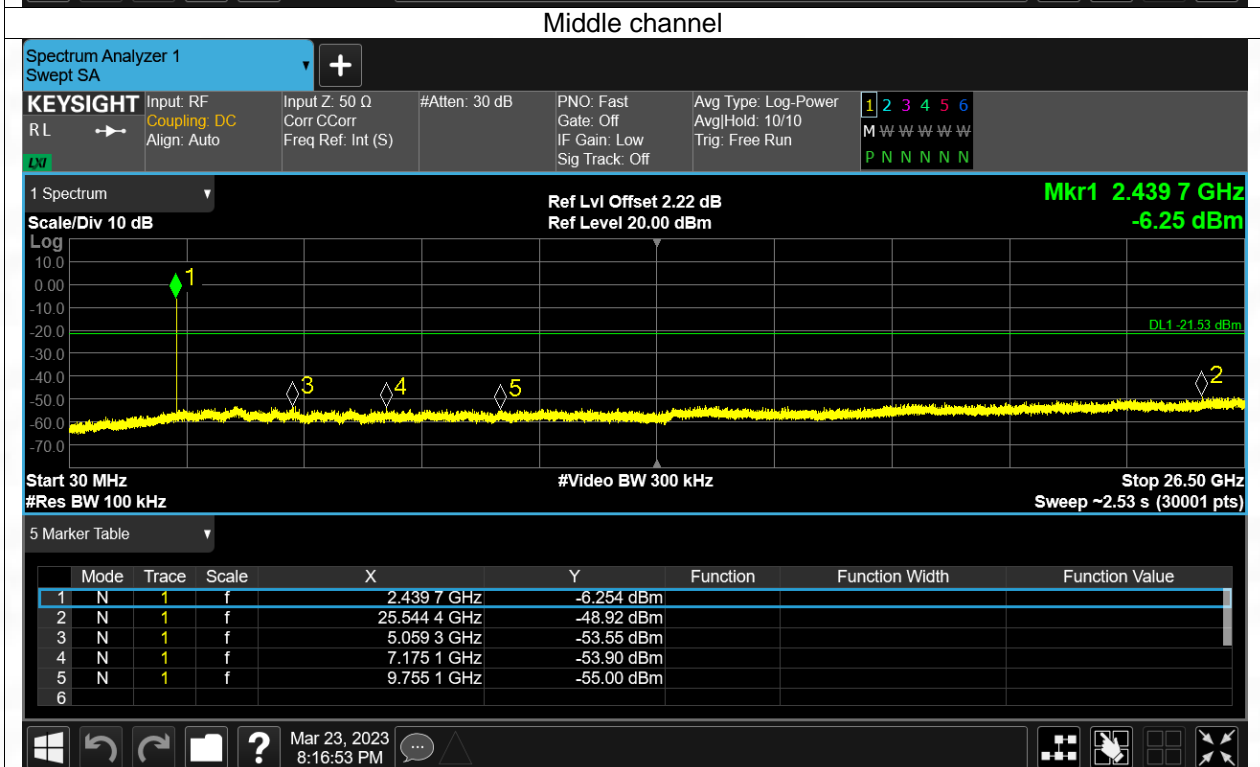 Middle channel
Spectrum Analyzer 1
Swept SA
+
KEYSIGHT
RL
LXI
Input: RF
Coupling: DC
Align: Auto
Input Z: 50 Ω
Corr CCorr
Freq Ref: Int (S)
#Atten: 30 dB
PNO: Fast
Gate: Off
IF Gain: Low
Sig Track: Off
Avg Type: Log-Power
Avg|Hold: 10/10
Trig: Free Run
1 2 3 4 5 6
M W W W W W
P N N N N N
1 Spectrum
Scale/Div 10 dB
Ref Lvl Offset 2.22 dB
Ref Level 20.00 dBm
Mkr1 2.439 7 GHz
-6.25 dBm
Log
10.0
0.00
-10.0
-20.0
-30.0
-40.0
-50.0
-60.0
-70.0
1
DL1 -21.53 dBm
3
4
5
2
Start 30 MHz
#Video BW 300 kHz
Stop 26.50 GHz
#Res BW 100 kHz
Sweep ~2.53 s (30001 pts)
5 Marker Table
Mode Trace Scale X Y Function Function Width Function Value
1 N 1 f 2.439 7 GHz -6.254 dBm
2 N 1 f 25.544 4 GHz -48.92 dBm
3 N 1 f 5.059 3 GHz -53.55 dBm
4 N 1 f 7.175 1 GHz -53.90 dBm
5 N 1 f 9.755 1 GHz -55.00 dBm
6
?
Mar 23, 2023
8:16:53 PM